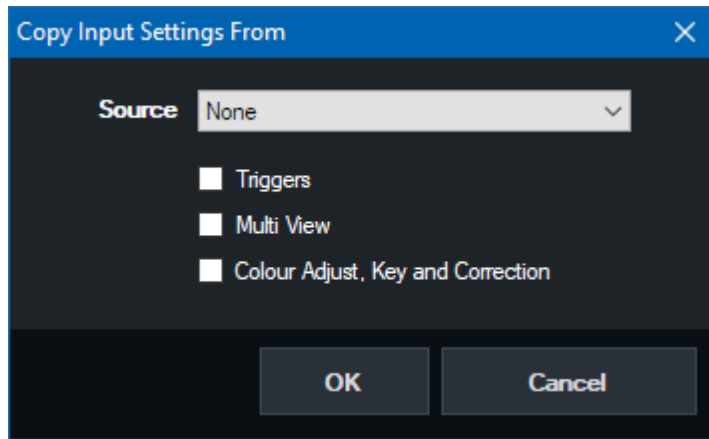 Copy Input Settings From
Source None
Triggers
Multi View
Colour Adjust, Key and Correction
OK Cancel